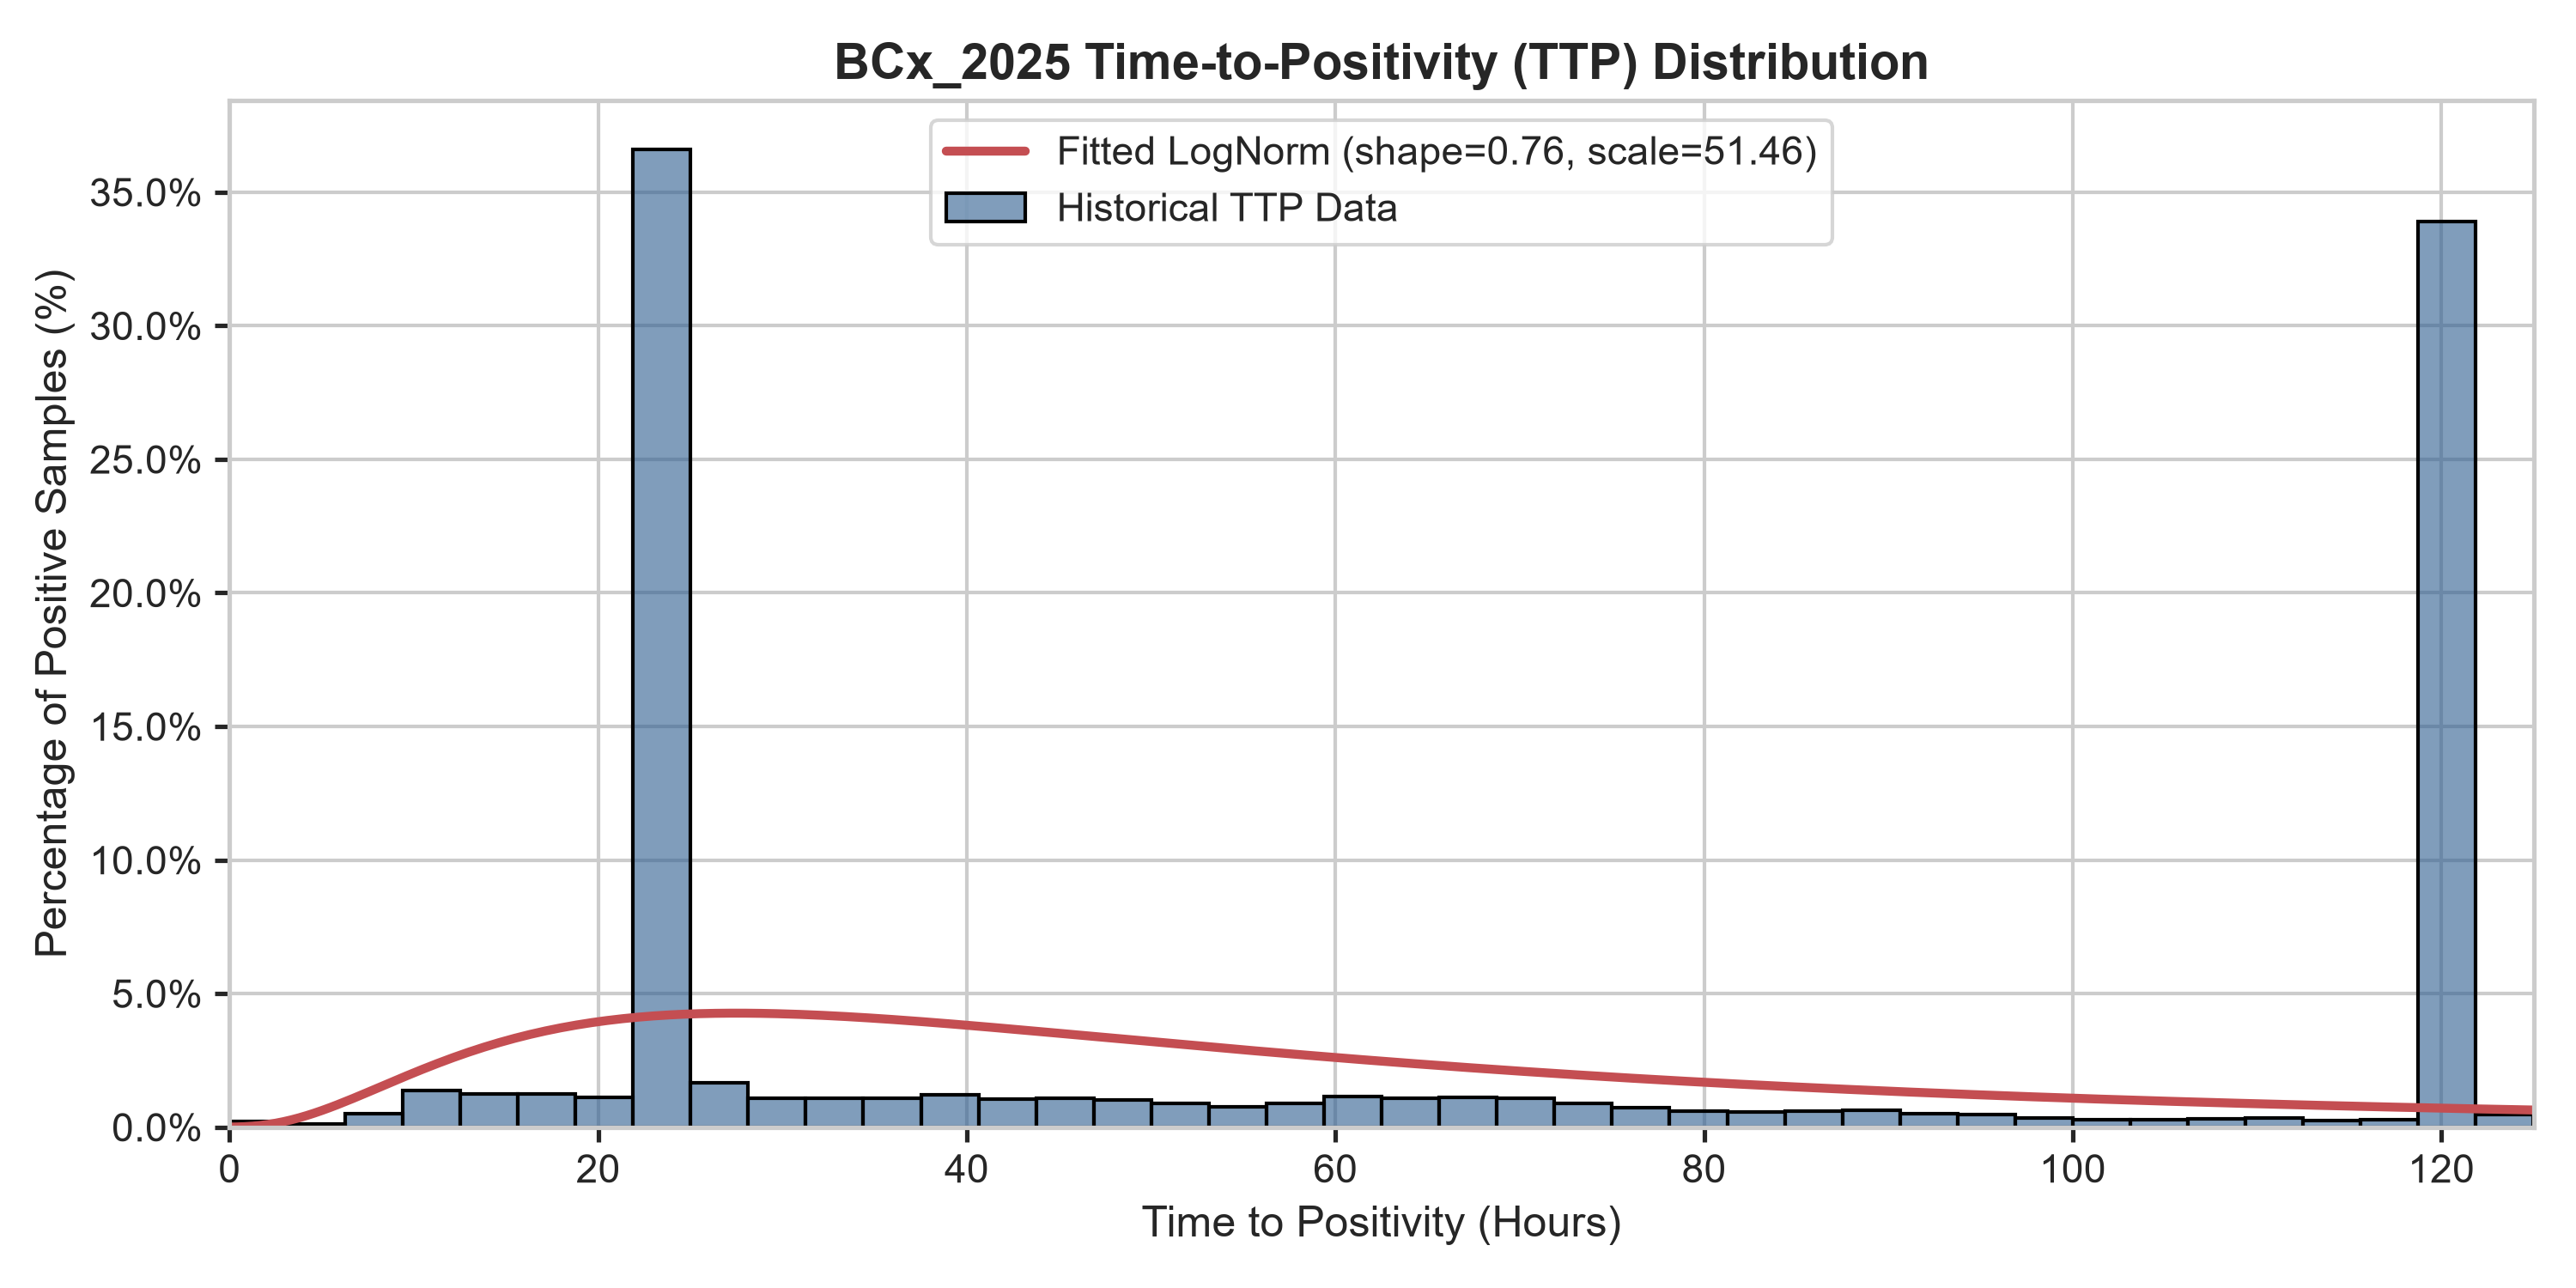 BCx_2025 Time-to-Positivity (TTP) Distribution
Fitted LogNorm (shape=0.76, scale=51.46)
Historical TTP Data
Percentage of Positive Samples (%)
35.0%
30.0%
25.0%
20.0%
15.0%
10.0%
5.0%
0.0%
0 20 40 60 80 100 120
Time to Positivity (Hours)